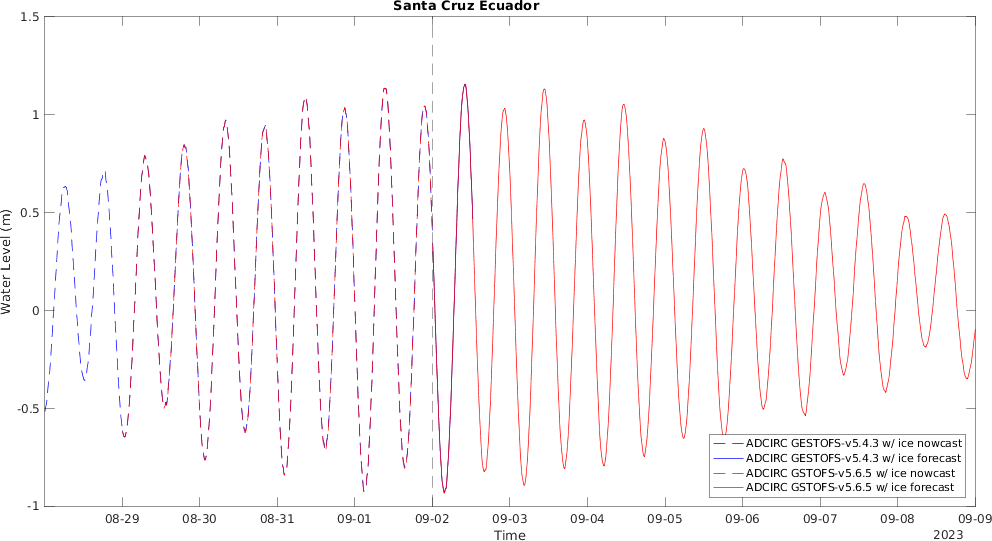 Santa Cruz Ecuador
1.5
1
0.5
0
-0.5
-1
Water Level (m)
08-29 08-30 08-31 09-01 09-02 09-03 09-04 09-05 09-06 09-07 09-08 09-09
Time
2023
ADCIRC GESTOFS-v5.4.3 w/ ice nowcast
ADCIRC GESTOFS-v5.4.3 w/ ice forecast
ADCIRC GSTOFS-v5.6.5 w/ ice nowcast
ADCIRC GSTOFS-v5.6.5 w/ ice forecast